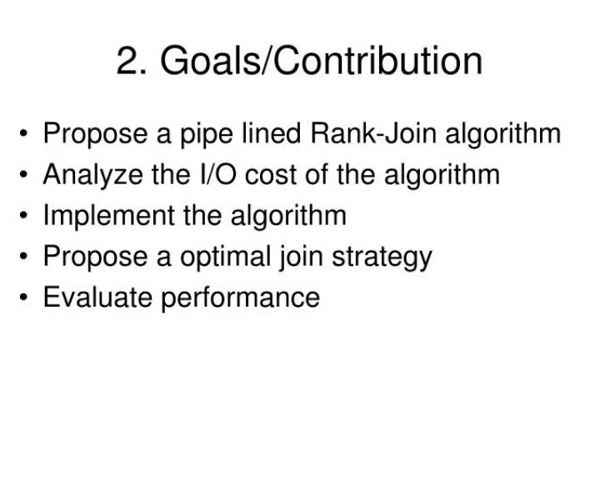 2. Goals/Contribution
• Propose a pipe lined Rank-Join algorithm
• Analyze the I/O cost of the algorithm
• Implement the algorithm
• Propose a optimal join strategy
• Evaluate performance